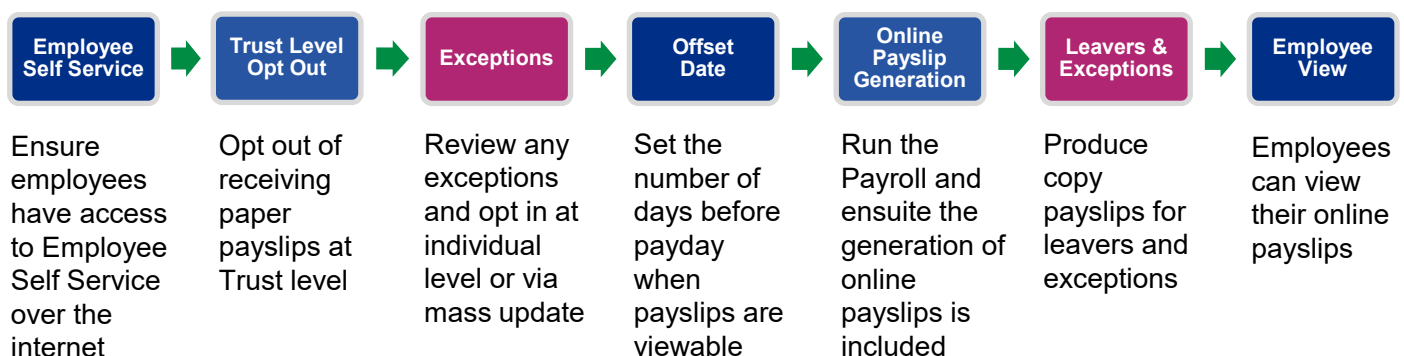 Employee
Self Service
Trust Level
Opt Out
Exceptions
Offset
Date
Online
Payslip
Generation
Leavers &
Exceptions
Employee
View
Ensure
employees
have access
to Employee
Self Service
over the
internet
Opt out of
receiving
paper
payslips at
Trust level
Review any
exceptions
and opt in at
individual
level or via
mass update
Set the
number of
days before
payday
when
payslips are
viewable
Run the
Payroll and
ensuite the
generation of
online
payslips is
included
Produce
copy
payslips for
leavers and
exceptions
Employees
can view
their online
payslips